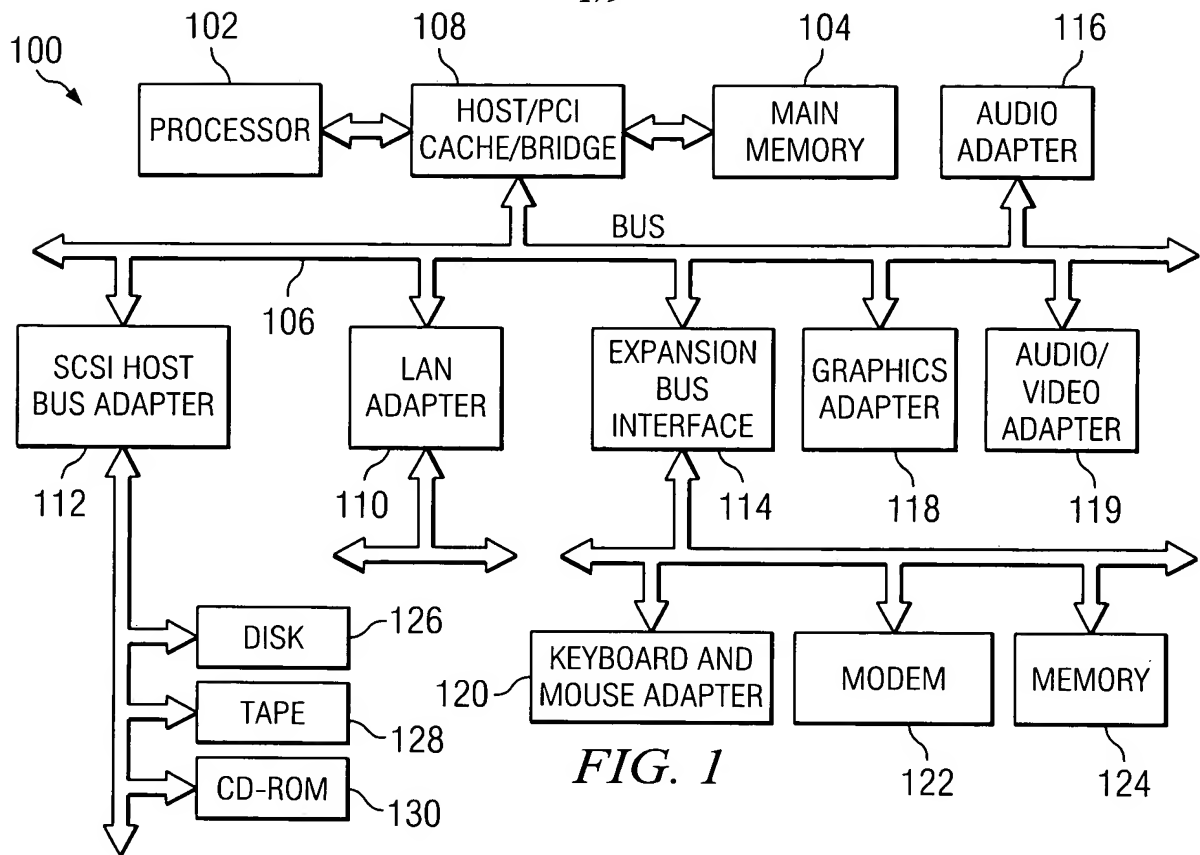 102
108
104
116
100
PROCESSOR
HOST/PCI
CACHE/BRIDGE
MAIN
MEMORY
AUDIO
ADAPTER
BUS
106
SCSI HOST
BUS ADAPTER
LAN
ADAPTER
EXPANSION
BUS
INTERFACE
GRAPHICS
ADAPTER
AUDIO/
VIDEO
ADAPTER
112
110
114
118
119
DISK
126
TAPE
128
CD-ROM
130
KEYBOARD AND
MOUSE ADAPTER
120
MODEM
MEMORY
122
124
FIG. 1